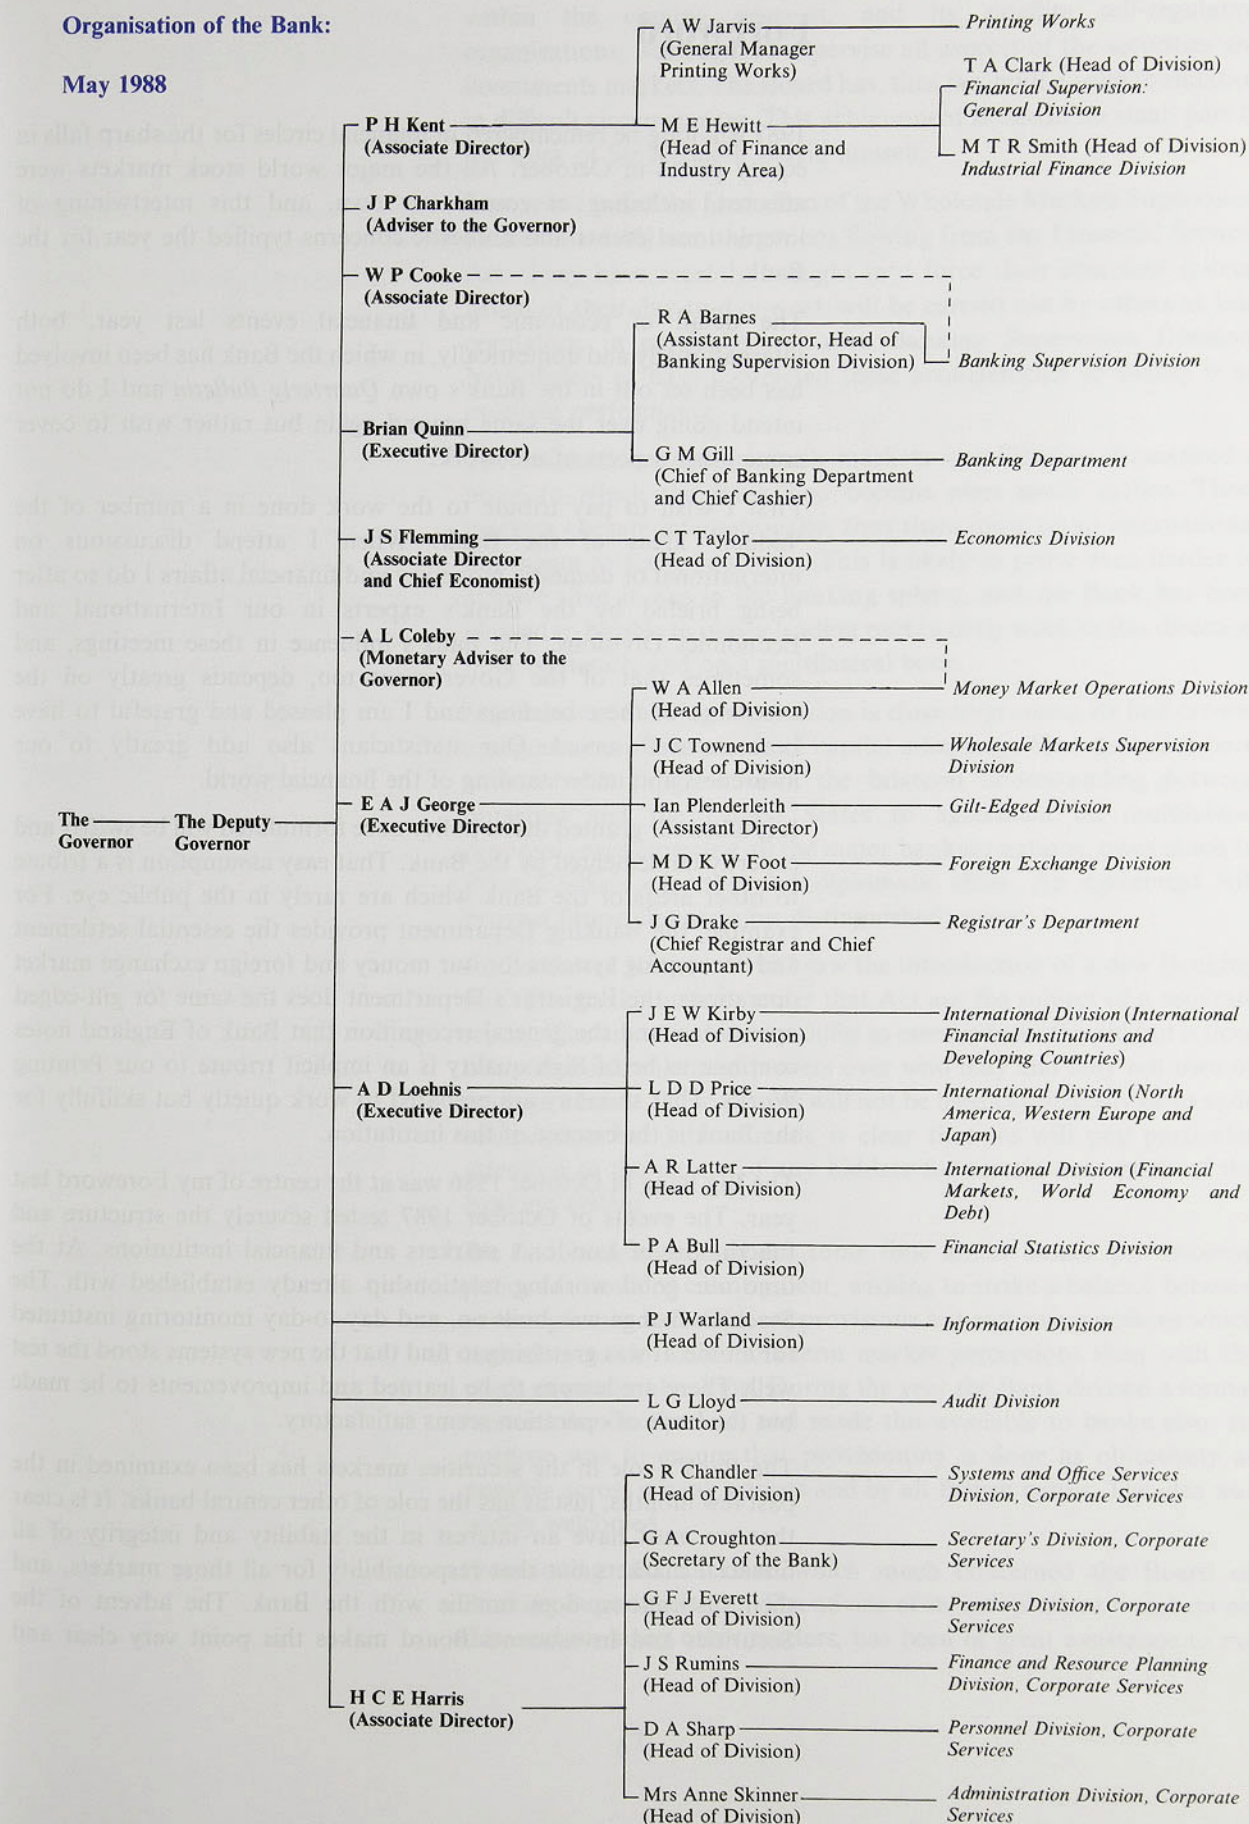 Organisation of the Bank:
May 1988
The Governor
The Deputy Governor
P H Kent
(Associate Director)
A W Jarvis
(General Manager
Printing Works)
Printing Works
M E Hewitt
(Head of Finance and
Industry Area)
T A Clark (Head of Division)
Financial Supervision:
General Division
M T R Smith (Head of Division)
Industrial Finance Division
J P Charkham
(Adviser to the Governor)
W P Cooke
(Associate Director)
Brian Quinn
(Executive Director)
R A Barnes
(Assistant Director, Head of
Banking Supervision Division)
Banking Supervision Division
G M Gill
(Chief of Banking Department
and Chief Cashier)
Banking Department
J S Flemming
(Associate Director
and Chief Economist)
C T Taylor
(Head of Division)
Economics Division
A L Coleby
(Monetary Adviser to the
Governor)
E A J George
(Executive Director)
W A Allen
(Head of Division)
Money Market Operations Division
J C Townend
(Head of Division)
Wholesale Markets Supervision
Division
Ian Plenderleith
(Assistant Director)
Gilt-Edged Division
M D K W Foot
(Head of Division)
Foreign Exchange Division
J G Drake
(Chief Registrar and Chief
Accountant)
Registrar's Department
A D Loehnis
(Executive Director)
J E W Kirby
(Head of Division)
International Division (International
Financial Institutions and
Developing Countries)
L D D Price
(Head of Division)
International Division (North
America, Western Europe and
Japan)
A R Latter
(Head of Division)
International Division (Financial
Markets, World Economy and
Debt)
P A Bull
(Head of Division)
Financial Statistics Division
P J Warland
(Head of Division)
Information Division
L G Lloyd
(Auditor)
Audit Division
H C E Harris
(Associate Director)
S R Chandler
(Head of Division)
Systems and Office Services
Division, Corporate Services
G A Croughton
(Secretary of the Bank)
Secretary's Division, Corporate
Services
G F J Everett
(Head of Division)
Premises Division, Corporate
Services
J S Rumins
(Head of Division)
Finance and Resource Planning
Division, Corporate Services
D A Sharp
(Head of Division)
Personnel Division, Corporate
Services
Mrs Anne Skinner
(Head of Division)
Administration Division, Corporate
Services